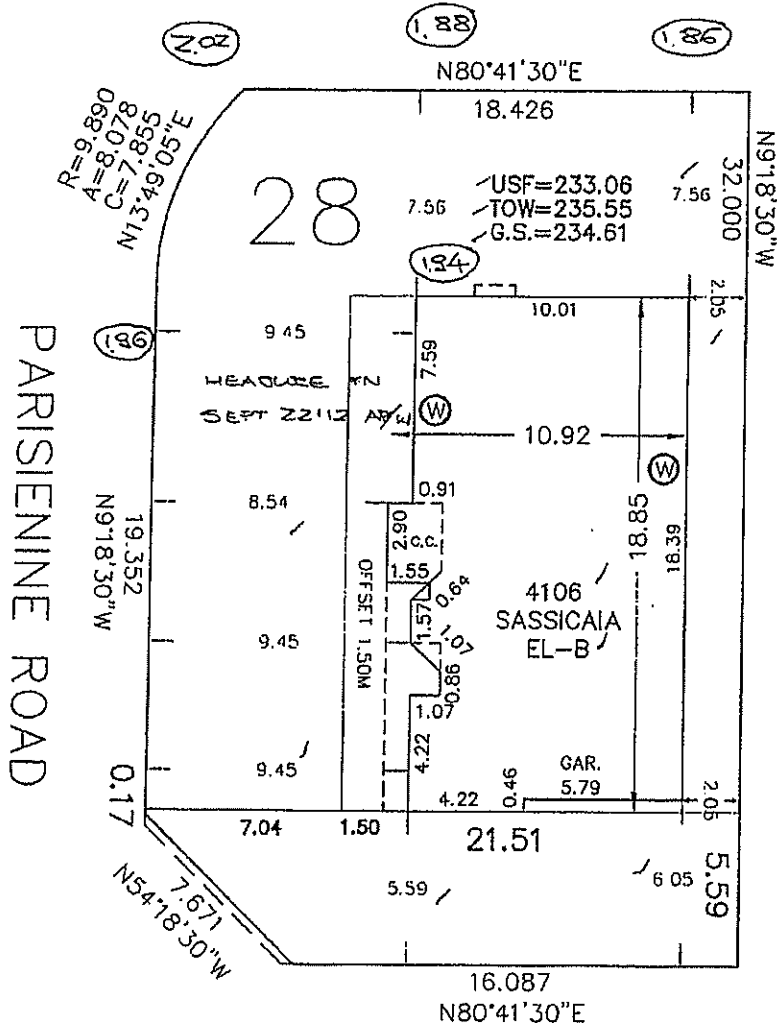 2.02
1.88
1.86
N80°41'30"E
18.426
R=9.890
A=8.078
C=7.855
N13°49'05"E
28
7.56
USF=233.06
TOW=235.55
G.S.=234.61
7.56
32.000
N9°18'30"W
1.94
1.86
9.45
10.01
2.05
7.59
SEPT 22'12
W
10.92
W
8.54
0.91
2.90
C.C.
1.55
0.64
18.85
18.39
19.352
N9°18'30"W
OFFSET 1.50M
4106
SASSICAIA
EL-B
1.57
1.07
9.45
0.86
1.07
4.22
PARISIENINE ROAD
9.45
0.17
GAR.
5.79
4.22
0.46
2.05
7.04
1.50
21.51
5.59
5.59
6.05
7.671
N54°18'30"W
16.087
N80°41'30"E